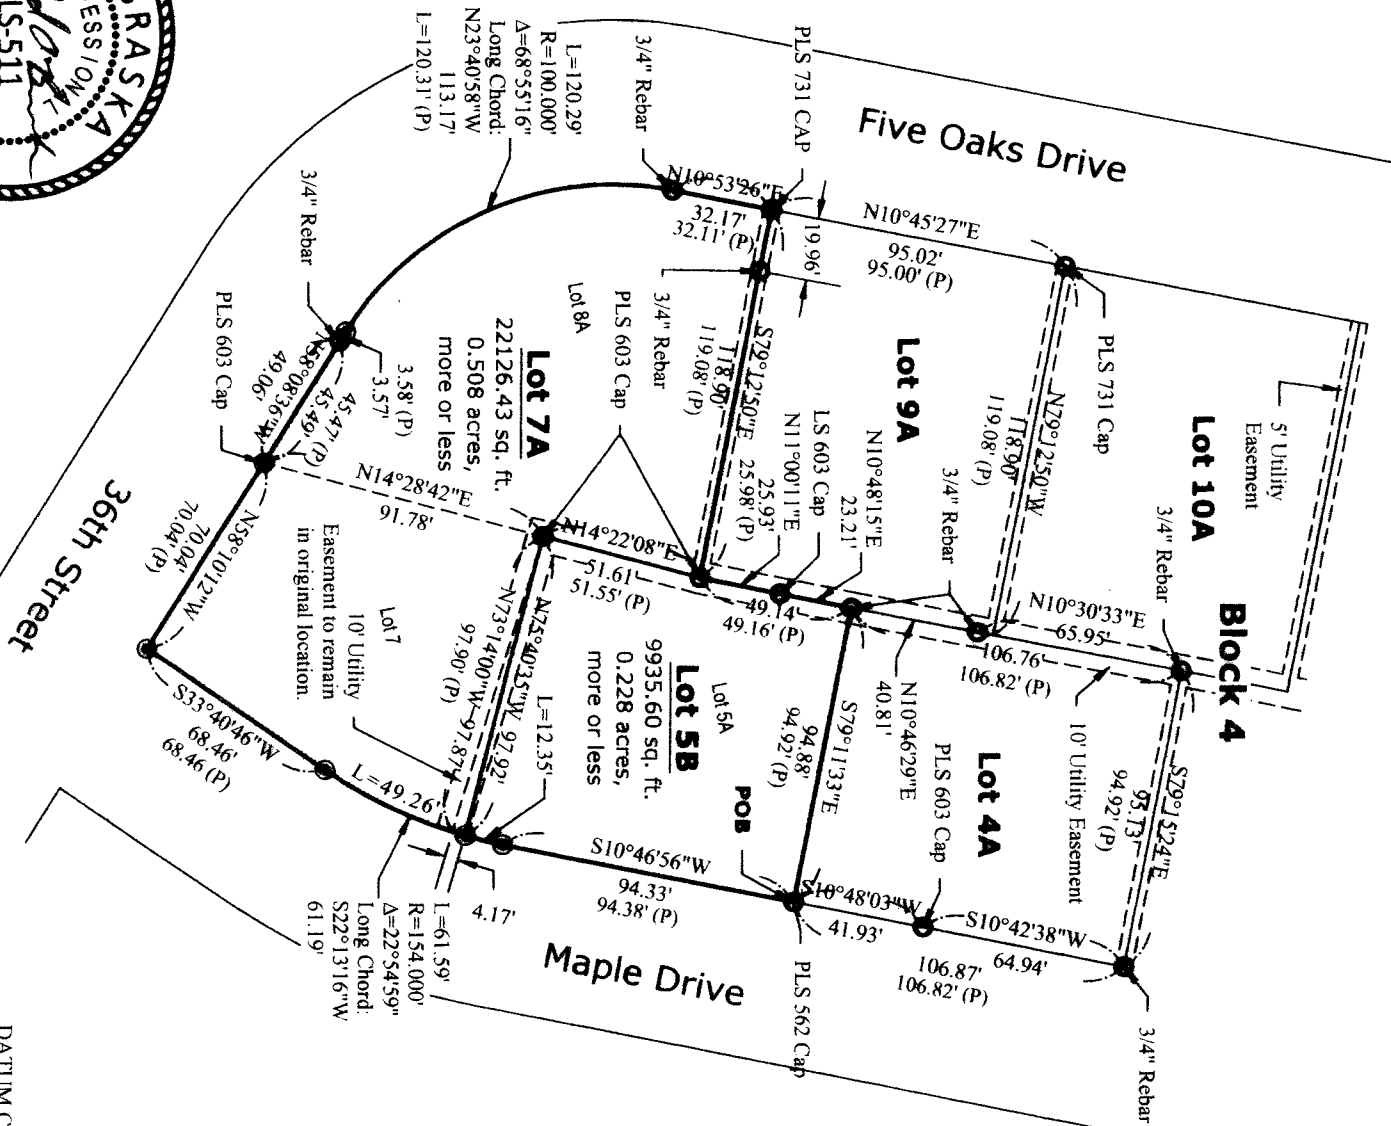 RASKA
ESSIONAL
LS-511
L=120.29'
R=100.000'
Δ=68°55'16"
Long Chord:
N23°40'58"W
113.17'
L=120.31' (P)
3/4" Rebar
PLS 731 CAP
Five Oaks Drive
N10°53'26"E
32.17'
32.11' (P)
19.96'
N10°45'27"E
95.02'
95.00' (P)
3/4" Rebar
PLS 603 Cap
3/4" Rebar
PLS 603 Cap
Lot 8A
3.58' (P)
3.57'
N58°08'36"W
49.06'
45.47' (P)
45.49'
Lot 7A
22126.43 sq. ft.
0.508 acres,
more or less
S79°12'50"E
118.90'
119.08' (P)
Lot 9A
PLS 731 Cap
N79°12'50"W
118.90'
119.08' (P)
Lot 10A
5' Utility
Easement
Block 4
3/4" Rebar
N10°30'33"E
65.95'
3/4" Rebar
N10°48'15"E
23.21'
LS 603 Cap
N11°00'11"E
25.93'
25.98' (P)
N14°28'42"E
91.78'
N14°22'08"E
51.61'
51.55' (P)
49.14'
49.16' (P)
106.76'
106.82' (P)
N10°46'29"E
40.81'
10' Utility Easement
36th Street
N58°10'12"W
70.04'
70.04' (P)
Lot 7
10' Utility
Easement to remain
in original location.
N75°40'35"W 97.92'
N73°14'00"W 97.87'
97.90' (P)
L=12.35'
Lot 5A
Lot 5B
9935.60 sq. ft.
0.228 acres,
more or less
S79°11'33"E
94.88'
94.92' (P)
POB
PLS 603 Cap
Lot 4A
S79°15'24"E
95.13'
94.92' (P)
S33°40'46"W
68.46'
68.46 (P)
L=49.26'
S10°46'56"W
94.33'
94.38' (P)
S10°48'03"W
41.93'
S10°42'38"W
64.94'
106.87'
106.82' (P)
4.17'
L=61.59'
R=154.000'
Δ=22°54'59"
Long Chord:
S22°13'16"W
61.19'
Maple Drive
PLS 562 Cap
3/4" Rebar
DATUM C